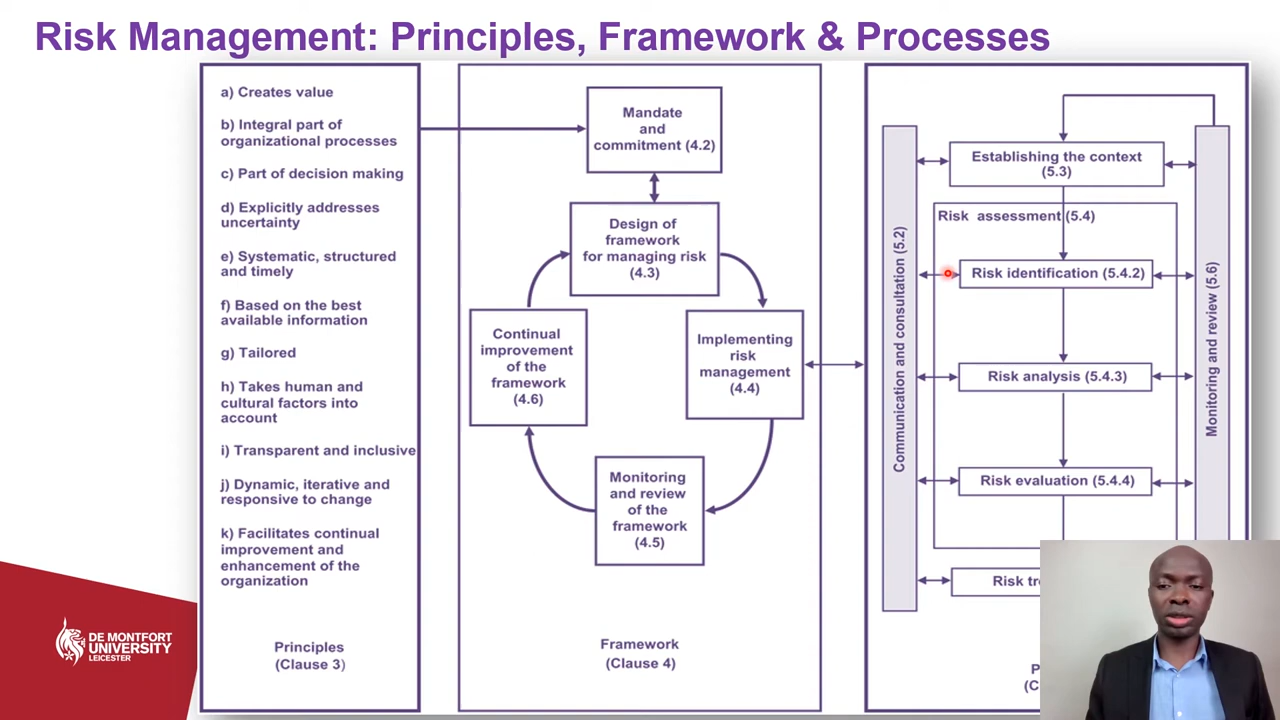 Risk Management: Principles, Framework & Processes
a) Creates value
b) Integral part of
organizational processes
c) Part of decision making
d) Explicitly addresses
uncertainty
e) Systematic, structured
and timely
f) Based on the best
available information
g) Tailored
h) Takes human and
cultural factors into
account
i) Transparent and inclusive
j) Dynamic, iterative and
responsive to change
k) Facilitates continual
improvement and
enhancement of the
organization
Principles
(Clause 3)
Mandate
and
commitment (4.2)
Design of
framework
for managing risk
(4.3)
Continual
improvement
of the
framework
(4.6)
Implementing
risk
management
(4.4)
Monitoring
and review
of the
framework
(4.5)
Framework
(Clause 4)
Communication and consultation (5.2)
Establishing the context
(5.3)
Risk assessment (5.4)
Risk identification (5.4.2)
Risk analysis (5.4.3)
Risk evaluation (5.4.4)
Risk
Monitoring and review (5.6)
DE MONTFORT
UNIVERSITY
LEICESTER